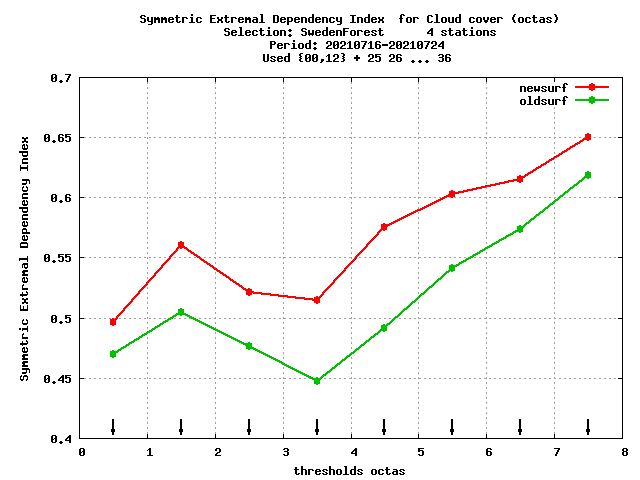 Symmetric Extremal Dependency Index  for Cloud cover (octas)
Selection: SwedenForest      4 stations
Period: 20210716-20210724
Used {00,12} + 25 26 ... 36
newsurf
oldsurf
0.7
0.65
0.6
0.55
0.5
0.45
0.4
Symmetric Extremal Dependency Index
0 1 2 3 4 5 6 7 8
thresholds octas